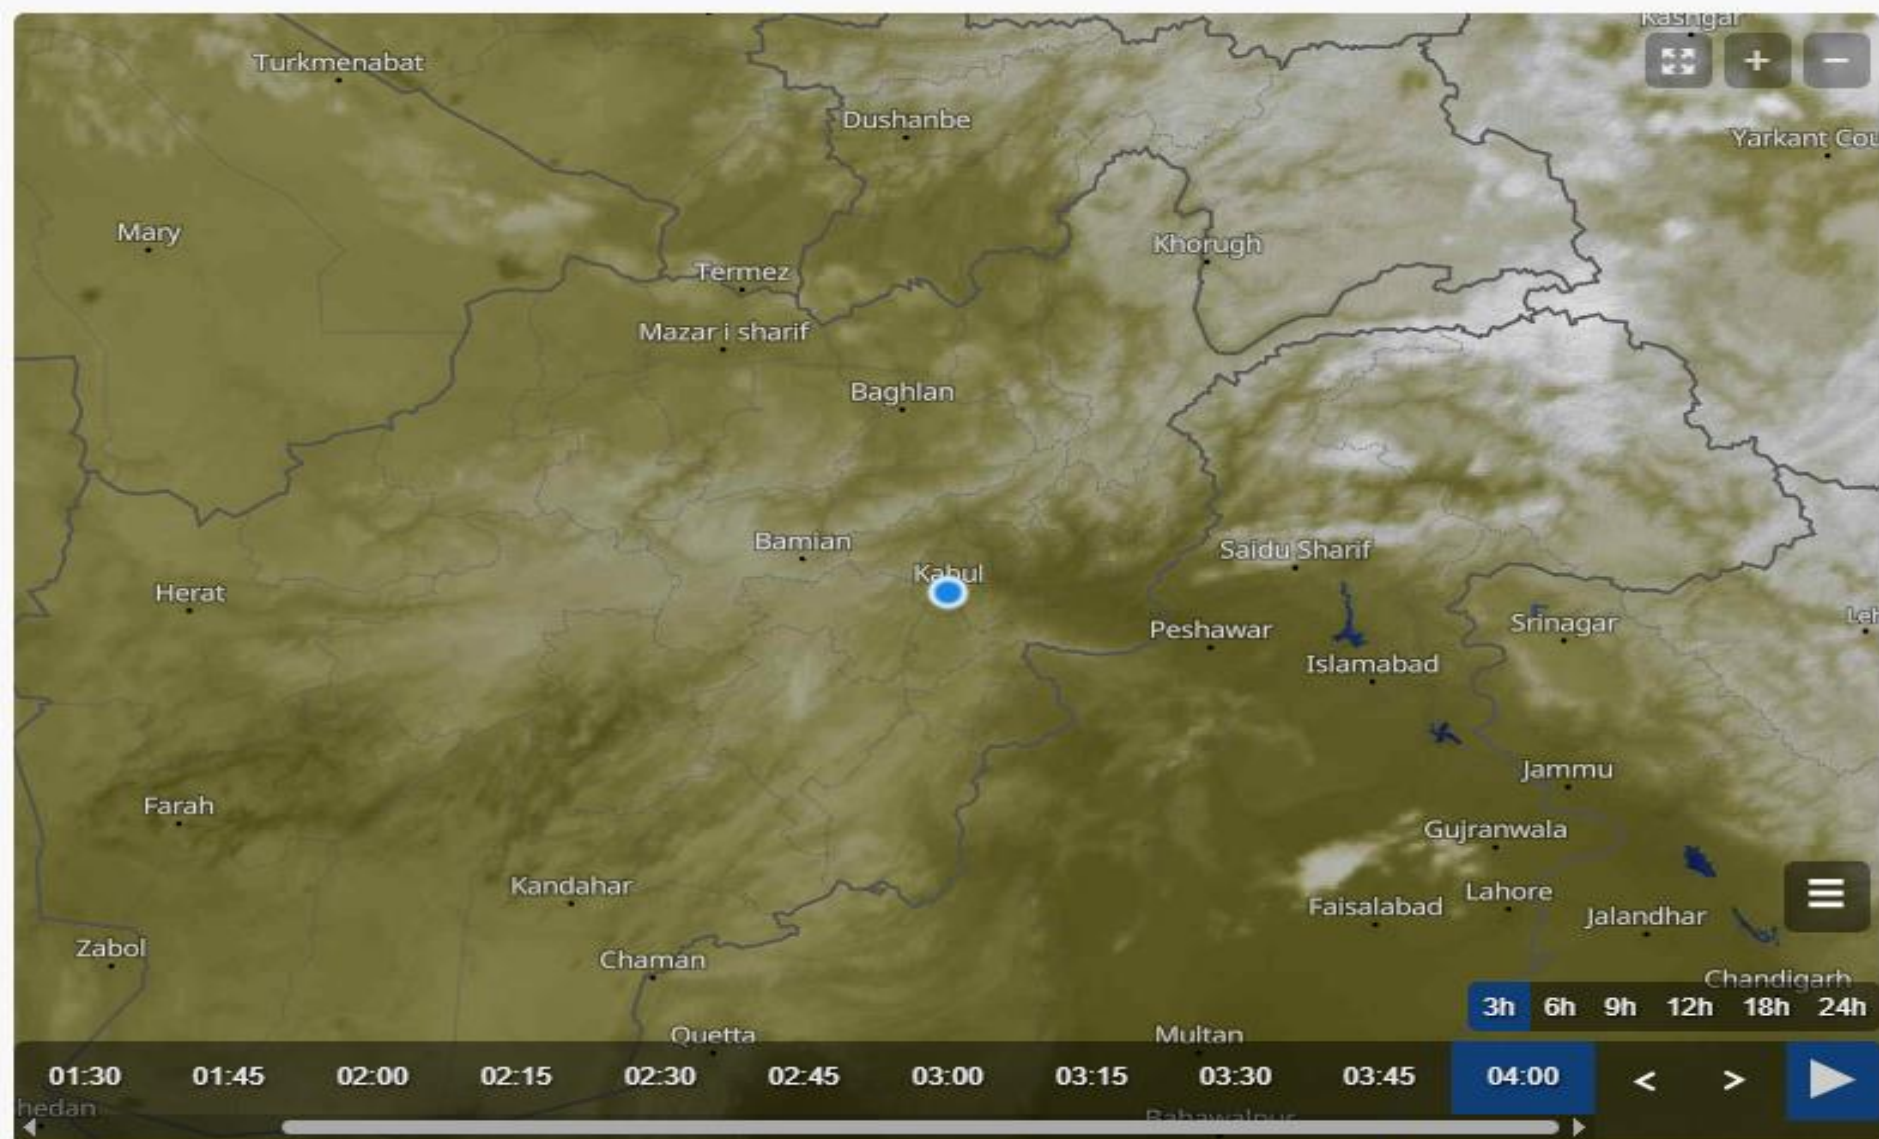 Kashgar
Turkmenabat
+
−
Dushanbe
Yarkant Cou
Mary
Khorugh
Termez
Mazar i sharif
Baghlan
Bamian
Saidu Sharif
Kabul
Herat
Leh
Srinagar
Peshawar
Islamabad
Jammu
Farah
Gujranwala
Kandahar
Lahore
Faisalabad
Jalandhar
Zabol
Chaman
Chandigarh
3h 6h 9h 12h 18h 24h
Quetta
Multan
01:30 01:45 02:00 02:15 02:30 02:45 03:00 03:15 03:30 03:45 04:00 < >
hedan
Bahawalpur